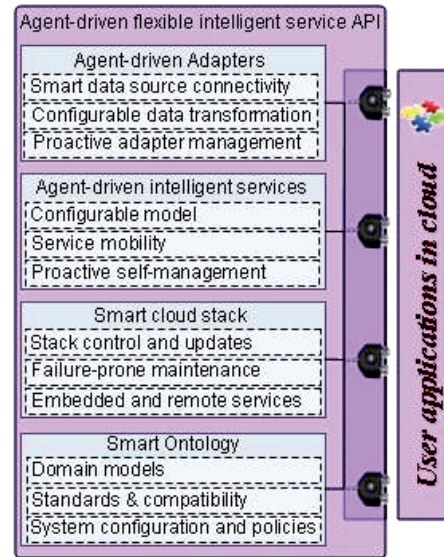 Agent-driven flexible intelligent service API
Agent-driven Adapters
Smart data source connectivity
Configurable data transformation
Proactive adapter management
Agent-driven intelligent services
Configurable model
Service mobility
Proactive self-management
Smart cloud stack
Stack control and updates
Failure-prone maintenance
Embedded and remote services
Smart Ontology
Domain models
Standards & compatibility
System configuration and policies
User applications in cloud